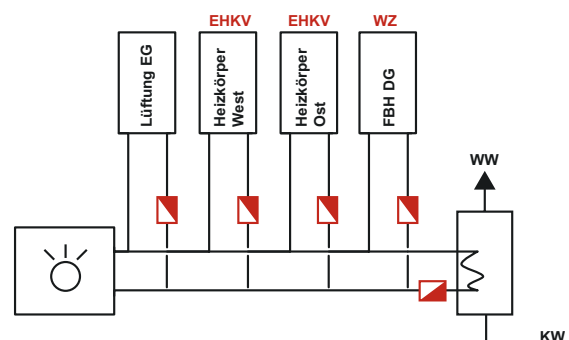 EHKV
EHKV
WZ
Lüftung EG
Heizkörper
West
Heizkörper
Ost
FBH DG
WW
KW